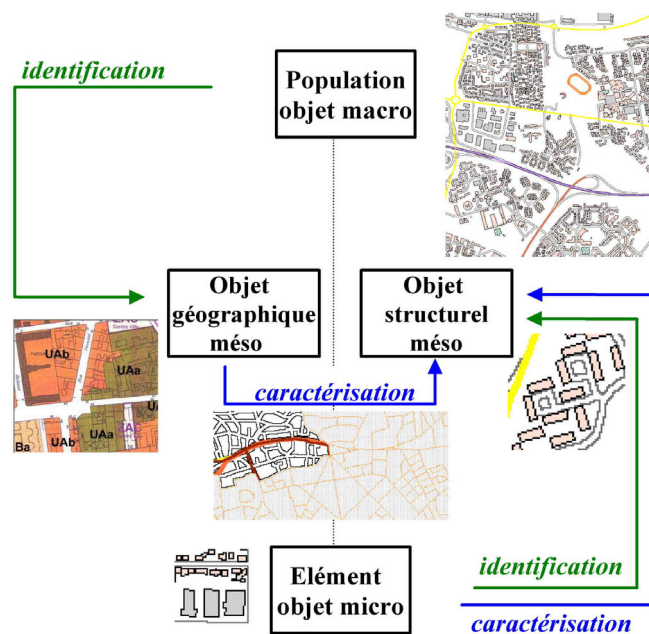 identification
Population
objet macro
Objet
géographique
méso
Objet
structurel
méso
UAb
UAa
UAb
UAa
Ba
caractérisation
Elément
objet micro
identification
caractérisation